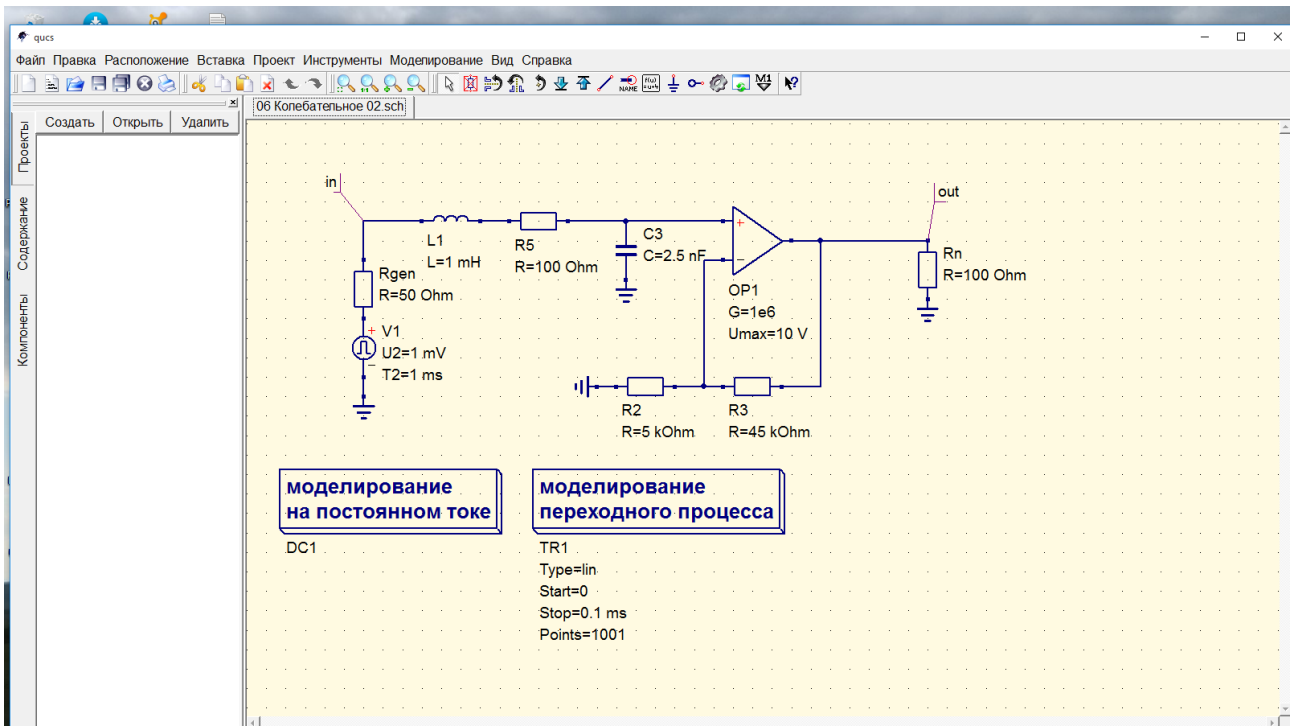 qucs
Файл Правка Расположение Вставка Проект Инструменты Моделирование Вид Справка
NAME
M1
06 Колебательное 02.sch
Создать Открыть Удалить
Проекты
Содержание
Компоненты
in
out
L1
L=1 mH
R5
R=100 Ohm
C3
C=2.5 nF
Rgen
R=50 Ohm
V1
U2=1 mV
T2=1 ms
+
−
OP1
G=1e6
Umax=10 V
Rn
R=100 Ohm
R2
R=5 kOhm
R3
R=45 kOhm
моделирование
на постоянном токе
DC1
моделирование
переходного процесса
TR1
Type=lin
Start=0
Stop=0.1 ms
Points=1001